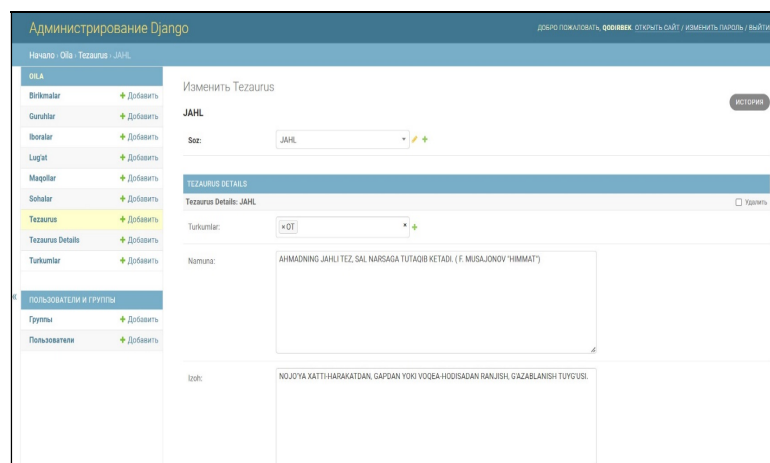 Администрирование Django
ДОБРО ПОЖАЛОВАТЬ, QODIRBEK. ОТКРЫТЬ САЙТ / ИЗМЕНИТЬ ПАРОЛЬ / ВЫЙТИ
Начало › Oila › Tezaurus › JAHL
OILA
Birikmalar + Добавить
Guruhlar + Добавить
Iboralar + Добавить
Lug'at + Добавить
Maqollar + Добавить
Sohalar + Добавить
Tezaurus + Добавить
Tezaurus Details + Добавить
Turkumlar + Добавить
«
ПОЛЬЗОВАТЕЛИ И ГРУППЫ
Группы + Добавить
Пользователи + Добавить
Изменить Tezaurus
ИСТОРИЯ
JAHL
Soz: JAHL
TEZAURUS DETAILS
Tezaurus Details: JAHL Удалить
Turkumlar: × OT ×
Namuna: AHMADNING JAHLI TEZ, SAL NARSAGA TUTAQIB KETADI. ( F. MUSAJONOV "HIMMAT")
Izoh: NOJO'YA XATTI-HARAKATDAN, GAPDAN YOKI VOQEA-HODISADAN RANJISH, G'AZABLANISH TUYG'USI.